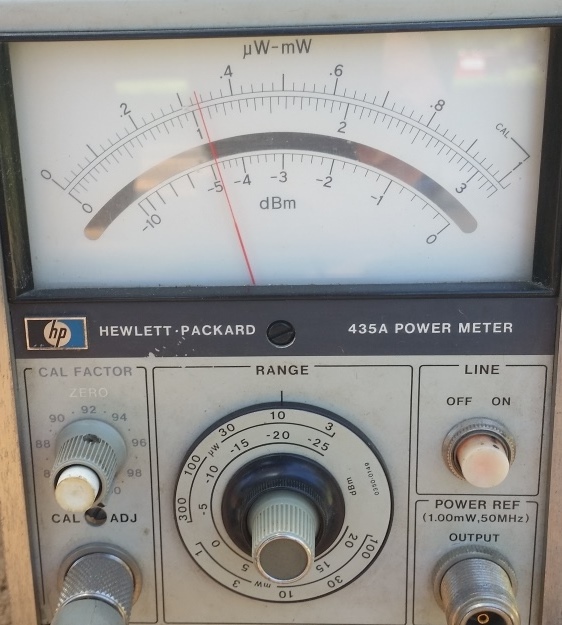 µW-mW
0 .2 .4 .6 .8 CAL
0 1 2 3
-10 -5 -4 -3 -2 -1 0
dBm
hp HEWLETT·PACKARD 435A POWER METER
CAL FACTOR
ZERO
88 90 92 94 96 98
CAL ADJ
RANGE
300 100 µW 30 10 3
-5 -10 -15 -20 -25 dBm
1 3 mW 10 30 100
0 5 15 20
LINE
OFF ON
POWER REF
(1.00mW,50MHz)
OUTPUT